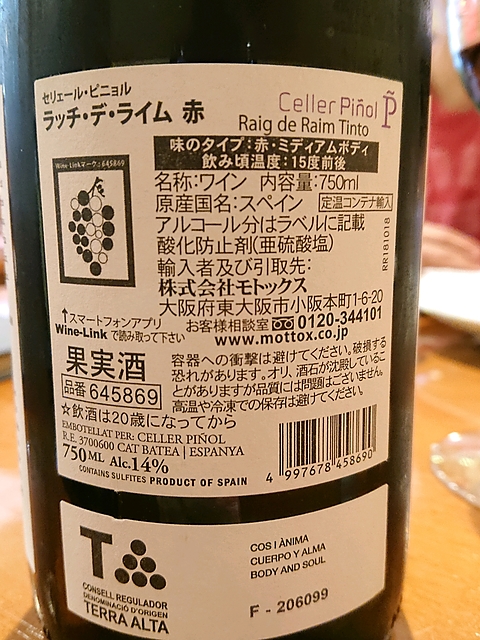 セリェール・ピニョル
ラッチ・デ・ライム 赤
Celler Piñol P̃
Raig de Raim Tinto
味のタイプ：赤・ミディアムボディ
飲み頃温度：15度前後
Wine-Linkマーク：645869
名称：ワイン 内容量：750ml
原産国名：スペイン 定温コンテナ輸入
アルコール分はラベルに記載
酸化防止剤(亜硫酸塩)
輸入者及び引取先：
株式会社モトックス
大阪府東大阪市小阪本町1-6-20
お客様相談室 0120-344101
www.mottox.co.jp
RR181018
↑スマートフォンアプリ
Wine-Link で読み取って下さい
果実酒
品番 645869
容器への衝撃は避けてください。破損する
恐れがあります。オリ、酒石が沈殿しているこ
とがありますが品質には問題はございません。
高温や冷凍での保存は避けてください。
☆飲酒は20歳になってから
EMBOTELLAT PER: CELLER PIÑOL
R.E. 3700600 CAT BATEA | ESPANYA
750ML Alc.14%
CONTAINS SULFITES PRODUCT OF SPAIN
4 997678 458690
T
CONSELL REGULADOR
DENOMINACIÓ D'ORIGEN
TERRA ALTA
COS I ÀNIMA
CUERPO Y ALMA
BODY AND SOUL
F - 206099